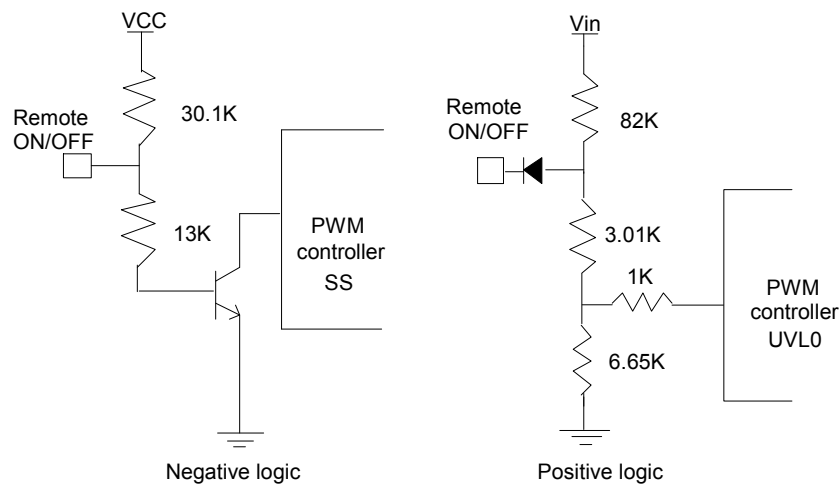 VCC
30.1K
Remote
ON/OFF
13K
PWM
controller
SS
Negative logic
Vin
82K
Remote
ON/OFF
3.01K
1K
PWM
controller
UVL0
6.65K
Positive logic